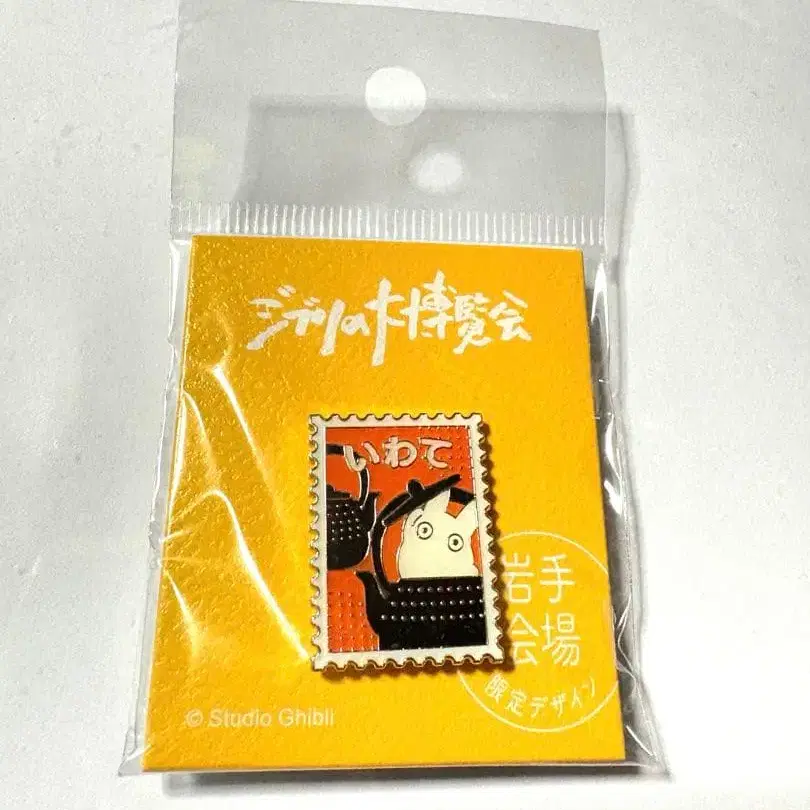 ジブリの大博覧会
いわて
岩手
会場
限定デザイン
© Studio Ghibli